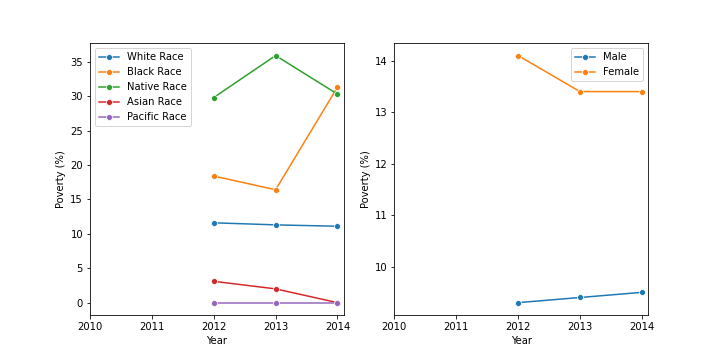 White Race
Black Race
Native Race
Asian Race
Pacific Race
35
30
25
20
15
10
5
0
Poverty (%)
2010 2011 2012 2013 2014
Year
Male
Female
14
13
12
11
10
Poverty (%)
2010 2011 2012 2013 2014
Year